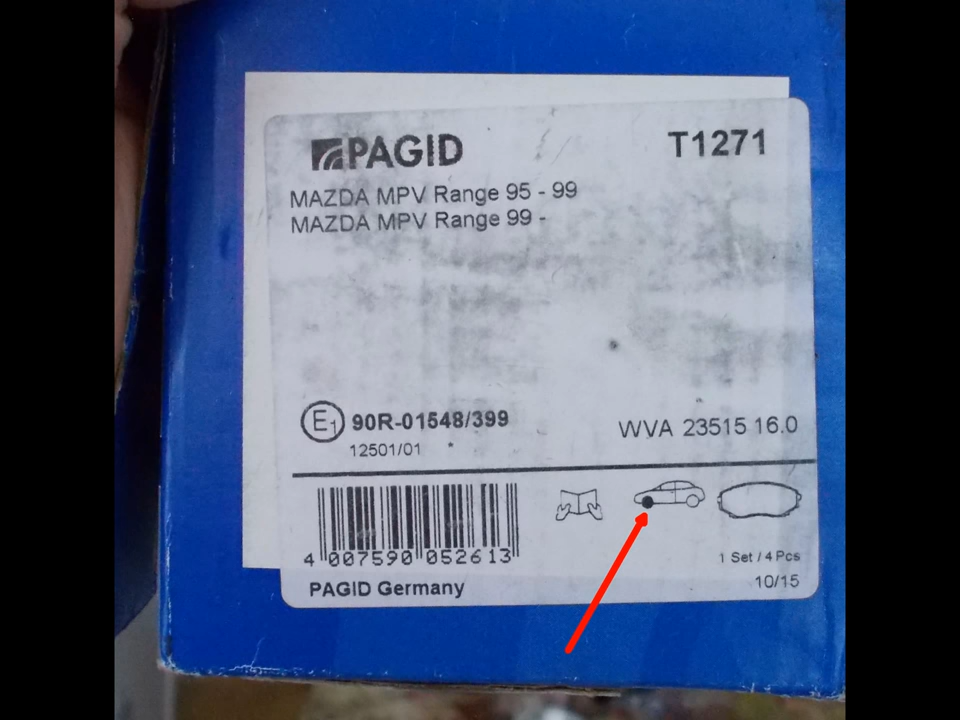 PAGID
T1271
MAZDA MPV Range 95 - 99
MAZDA MPV Range 99 -
E1 90R-01548/399
12501/01 *
WVA 23515 16.0
4 007590 052613
1 Set / 4 Pcs
PAGID Germany
10/15